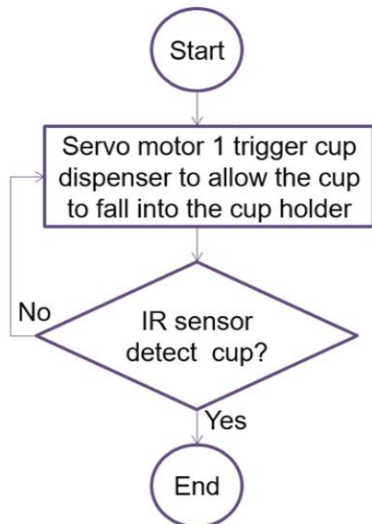 Start
Servo motor 1 trigger cup
dispenser to allow the cup
to fall into the cup holder
No
IR sensor
detect cup?
Yes
End